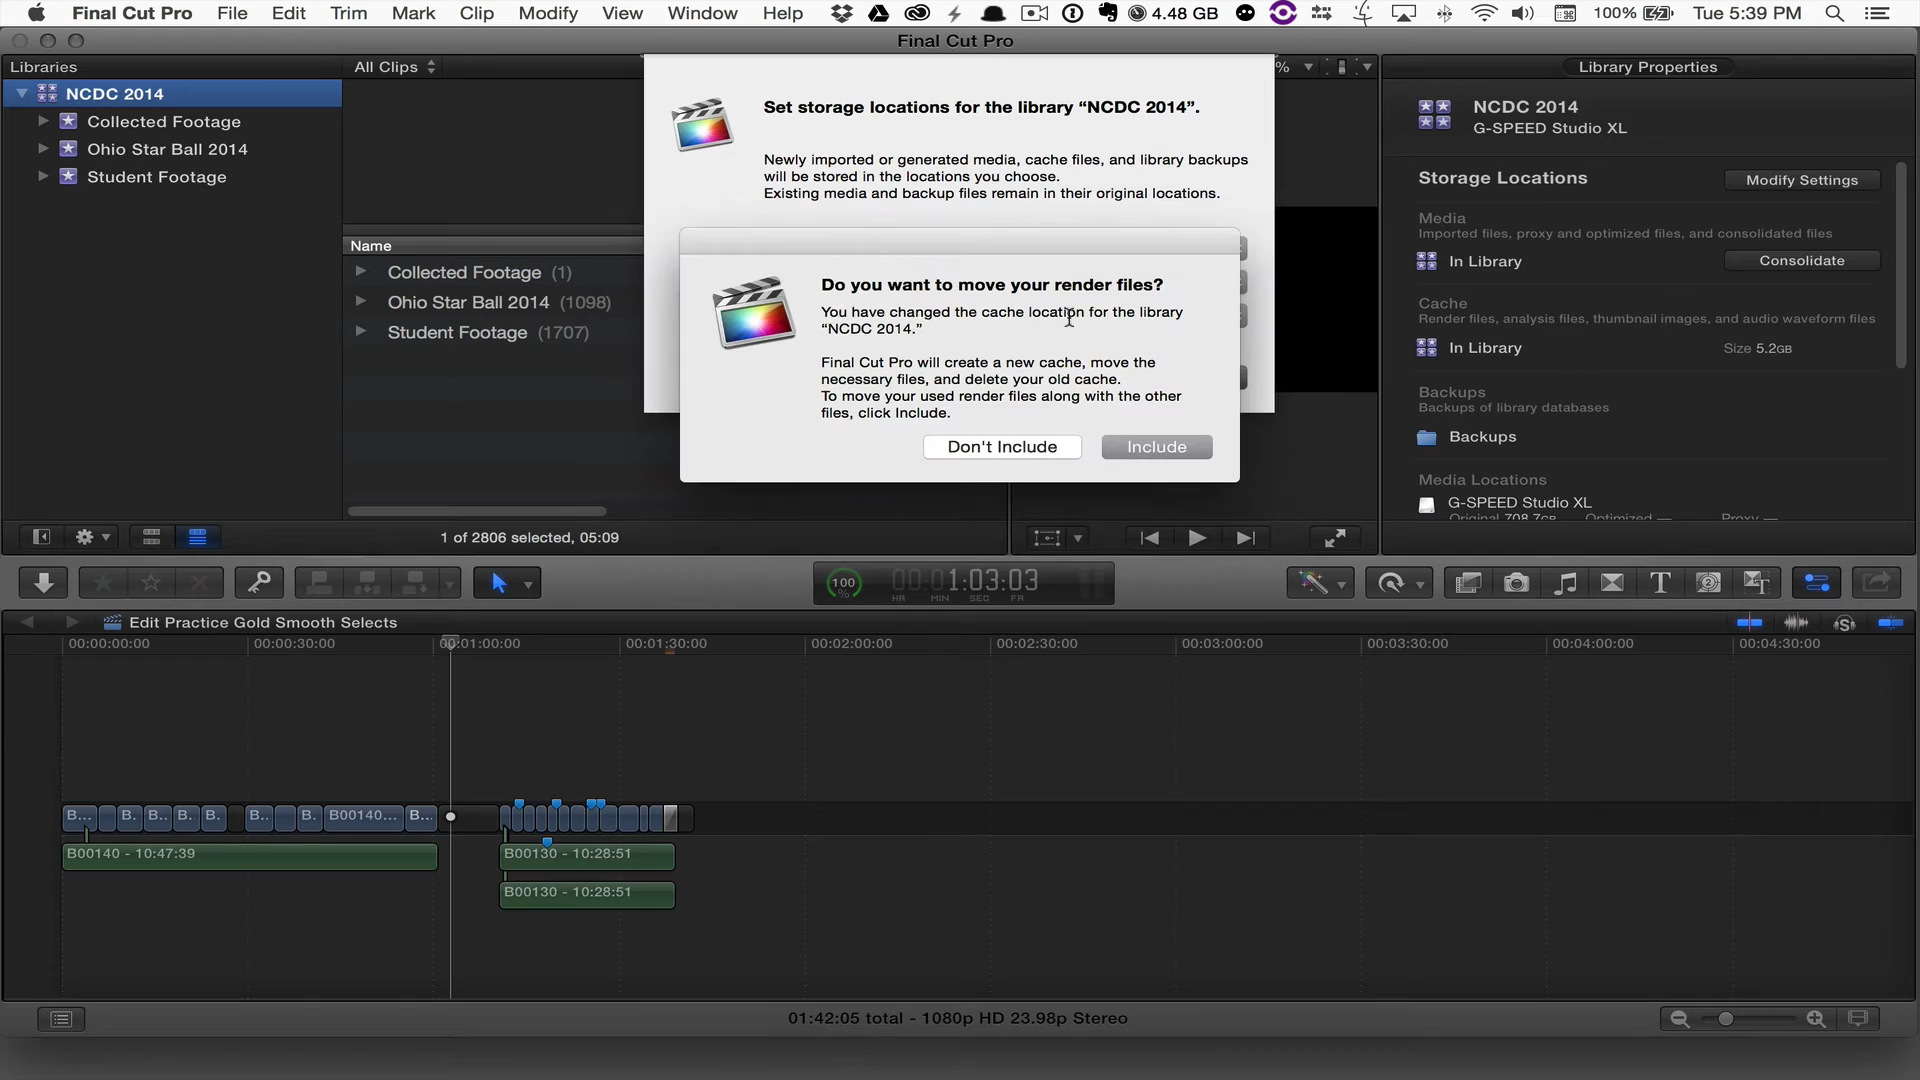 Final Cut Pro File Edit Trim Mark Clip Modify View Window Help 4.48 GB 100% Tue 5:39 PM
Final Cut Pro
Libraries
All Clips
%
Library Properties
NCDC 2014
Collected Footage
Ohio Star Ball 2014
Student Footage
Name
Collected Footage (1)
Ohio Star Ball 2014 (1098)
Student Footage (1707)
Set storage locations for the library “NCDC 2014”.
Newly imported or generated media, cache files, and library backups
will be stored in the locations you choose.
Existing media and backup files remain in their original locations.
Do you want to move your render files?
You have changed the cache location for the library
“NCDC 2014.”
Final Cut Pro will create a new cache, move the
necessary files, and delete your old cache.
To move your used render files along with the other
files, click Include.
Don't Include
Include
NCDC 2014
G-SPEED Studio XL
Storage Locations
Modify Settings
Media
Imported files, proxy and optimized files, and consolidated files
In Library
Consolidate
Cache
Render files, analysis files, thumbnail images, and audio waveform files
In Library
Size 5.2GB
Backups
Backups of library databases
Backups
Media Locations
G-SPEED Studio XL
Original 708.7GB Optimized — Proxy —
1 of 2806 selected, 05:09
100
%
00:01:03:03
HR MIN SEC FR
Edit Practice Gold Smooth Selects
00:00:00:00 00:00:30:00 00:01:00:00 00:01:30:00 00:02:00:00 00:02:30:00 00:03:00:00 00:03:30:00 00:04:00:00 00:04:30:00
B... B. B.. B. B. B.. B. B00140... B...
B00140 - 10:47:39
B00130 - 10:28:51
B00130 - 10:28:51
01:42:05 total - 1080p HD 23.98p Stereo